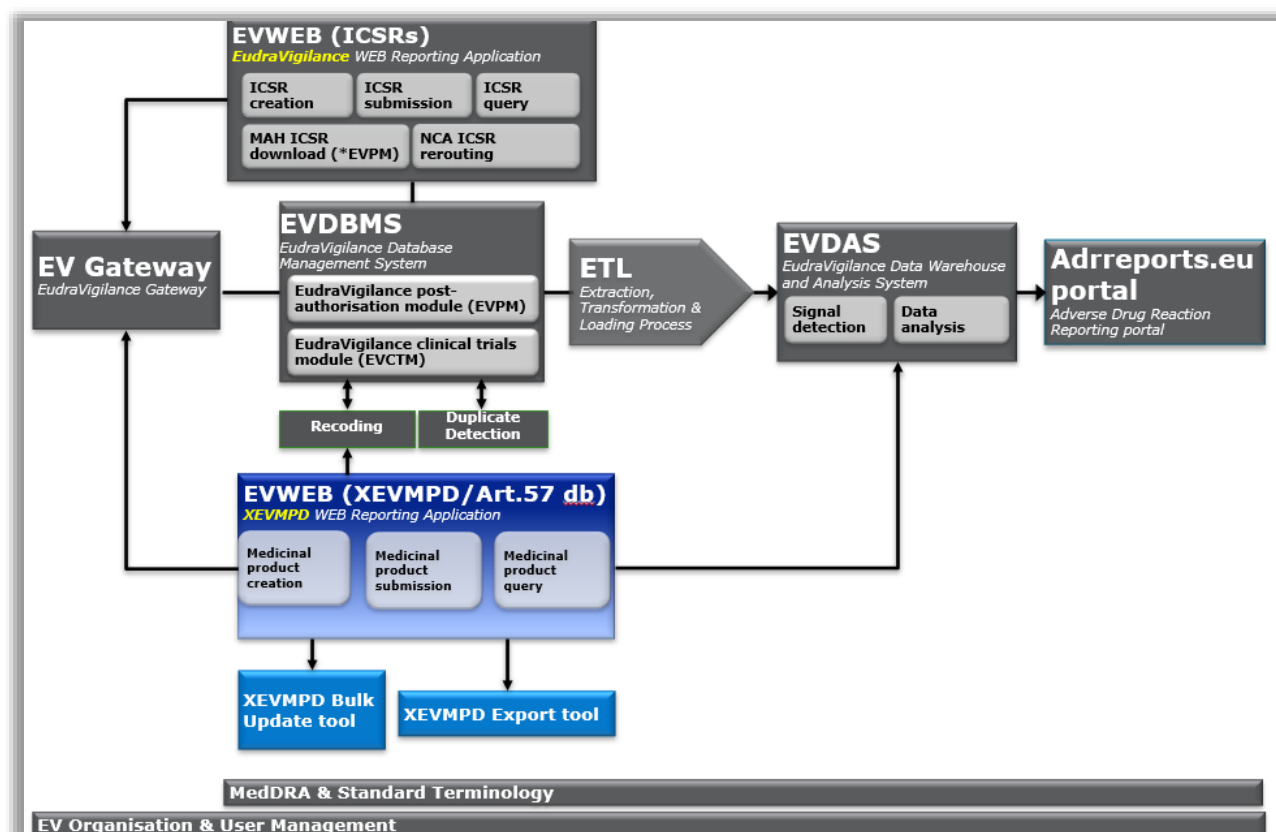 EVWEB (ICSRs)
EudraVigilance WEB Reporting Application
ICSR
creation
ICSR
submission
ICSR
query
MAH ICSR
download (*EVPM)
NCA ICSR
rerouting
EV Gateway
EudraVigilance Gateway
EVDBMS
EudraVigilance Database
Management System
EudraVigilance post-
authorisation module (EVPM)
EudraVigilance clinical trials
module (EVCTM)
ETL
Extraction,
Transformation &
Loading Process
EVDAS
EudraVigilance Data Warehouse
and Analysis System
Signal
detection
Data
analysis
Adrreports.eu
portal
Adverse Drug Reaction
Reporting portal
Recoding
Duplicate
Detection
EVWEB (XEVMPD/Art.57 db)
XEVMPD WEB Reporting Application
Medicinal
product
creation
Medicinal
product
submission
Medicinal
product
query
XEVMPD Bulk
Update tool
XEVMPD Export tool
MedDRA & Standard Terminology
EV Organisation & User Management